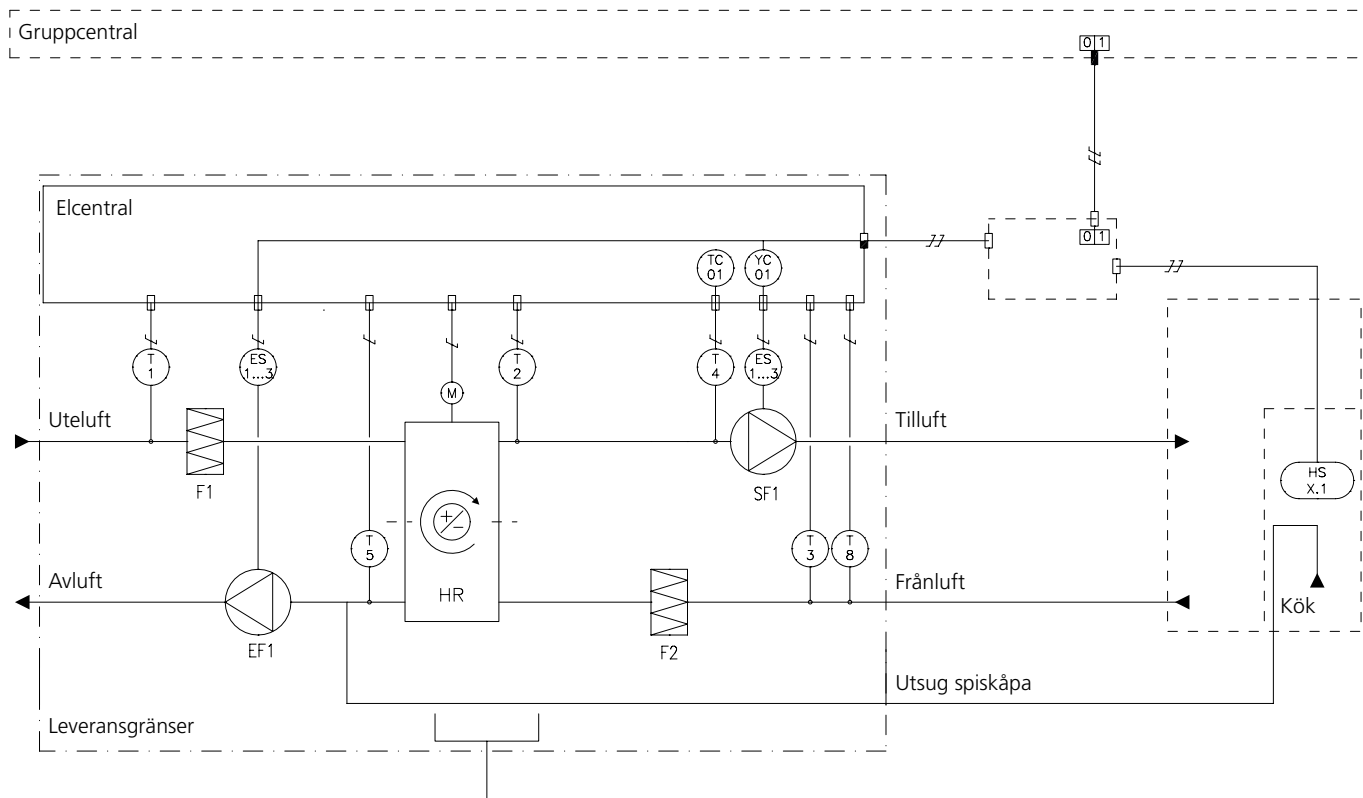 Gruppcentral
0 1
Elcentral
0 1
TC
01
YC
01
T
1
ES
1...3
T
2
T
4
ES
1...3
M
Uteluft
Tilluft
F1
SF1
HS
X.1
+
-
T
5
T
3
T
8
Avluft
HR
Frånluft
Kök
EF1
F2
Utsug spiskåpa
Leveransgränser